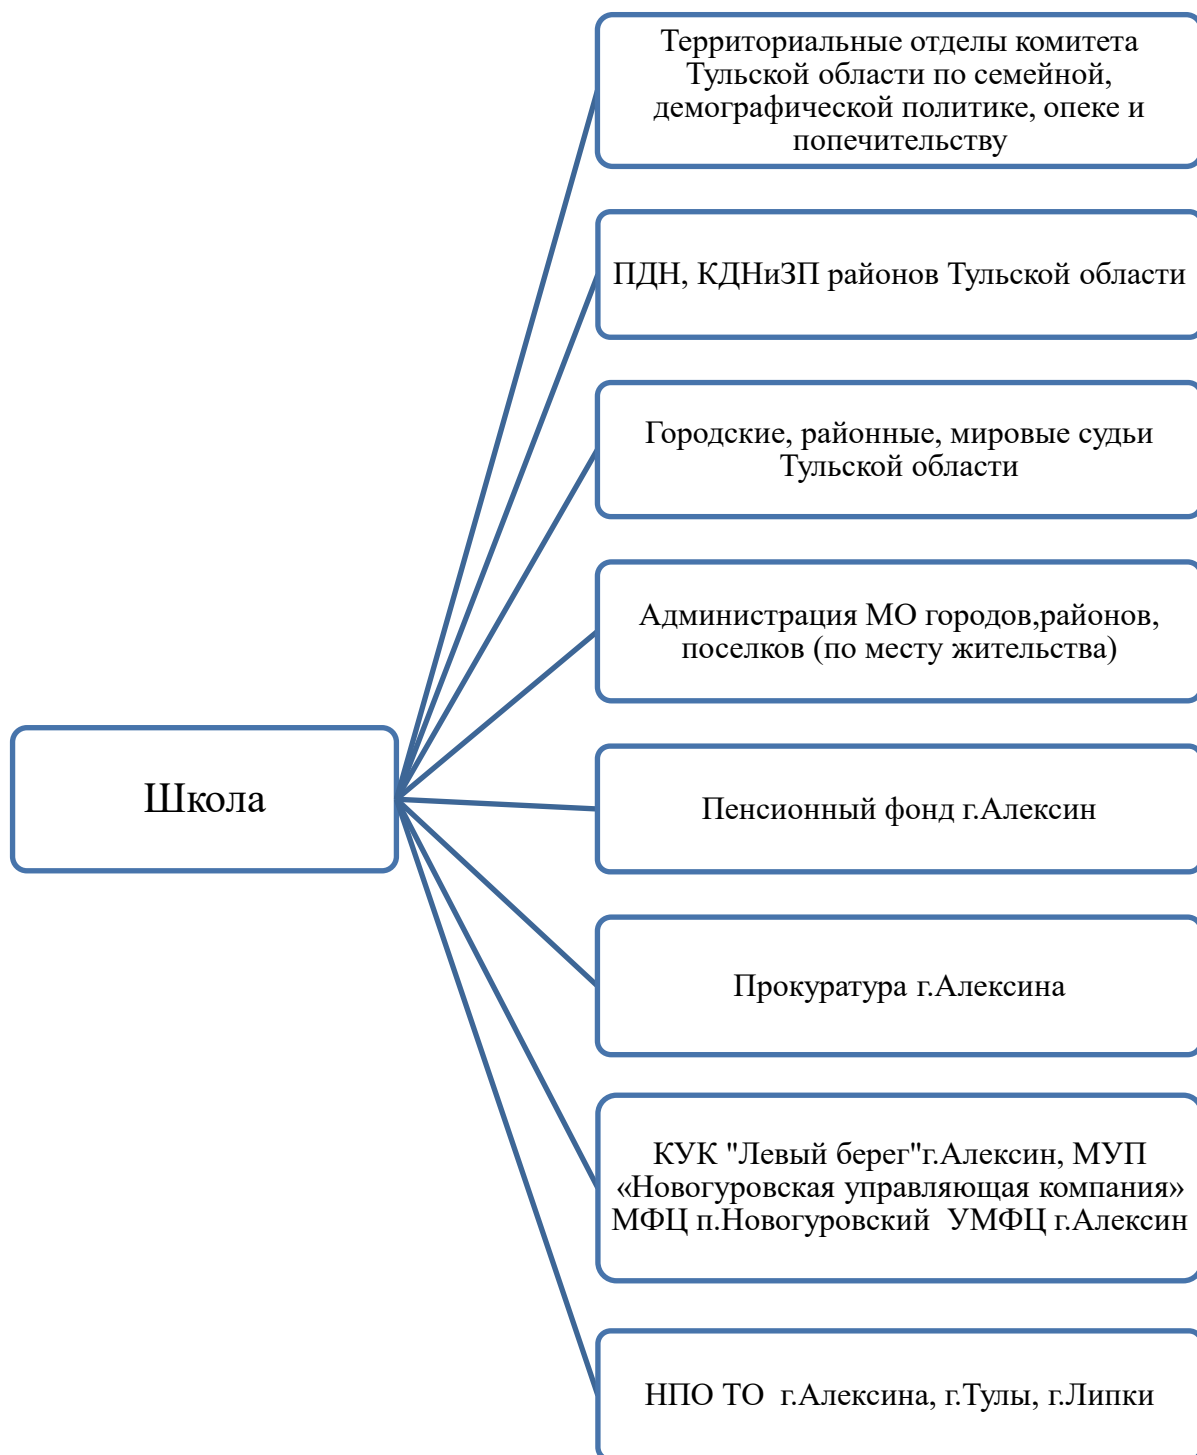 Территориальные отделы комитета
Тульской области по семейной,
демографической политике, опеке и
попечительству
ПДН, КДНиЗП районов Тульской области
Городские, районные, мировые судьи
Тульской области
Администрация МО городов,районов,
поселков (по месту жительства)
Школа
Пенсионный фонд г.Алексин
Прокуратура г.Алексина
КУК "Левый берег"г.Алексин, МУП
«Новогуровская управляющая компания»
МФЦ п.Новогуровский  УМФЦ г.Алексин
НПО ТО  г.Алексина, г.Тулы, г.Липки